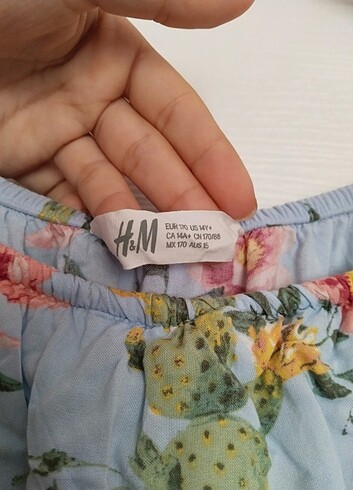 H&M
EUR 170 US 14Y+
CA 14A+ CN 170/88
MX 170 AUS 15